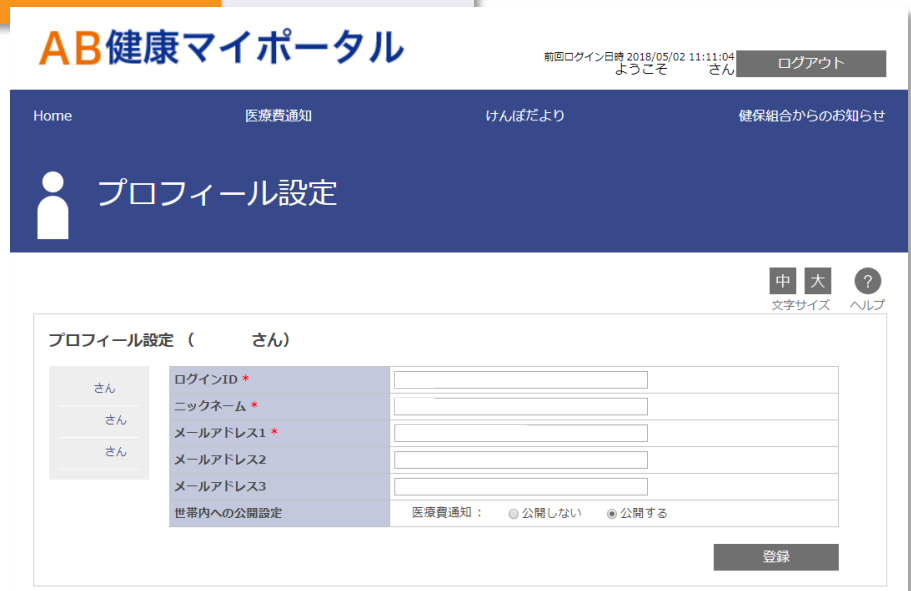 AB健康マイポータル
前回ログイン日時 2018/05/02 11:11:04
ようこそ さん
ログアウト
Home 医療費通知 けんぽだより 健保組合からのお知らせ
プロフィール設定
中 大 ?
文字サイズ ヘルプ
プロフィール設定 ( さん)
さん
さん
さん
ログインID *
ニックネーム *
メールアドレス1 *
メールアドレス2
メールアドレス3
世帯内への公開設定 医療費通知： 公開しない 公開する
登録